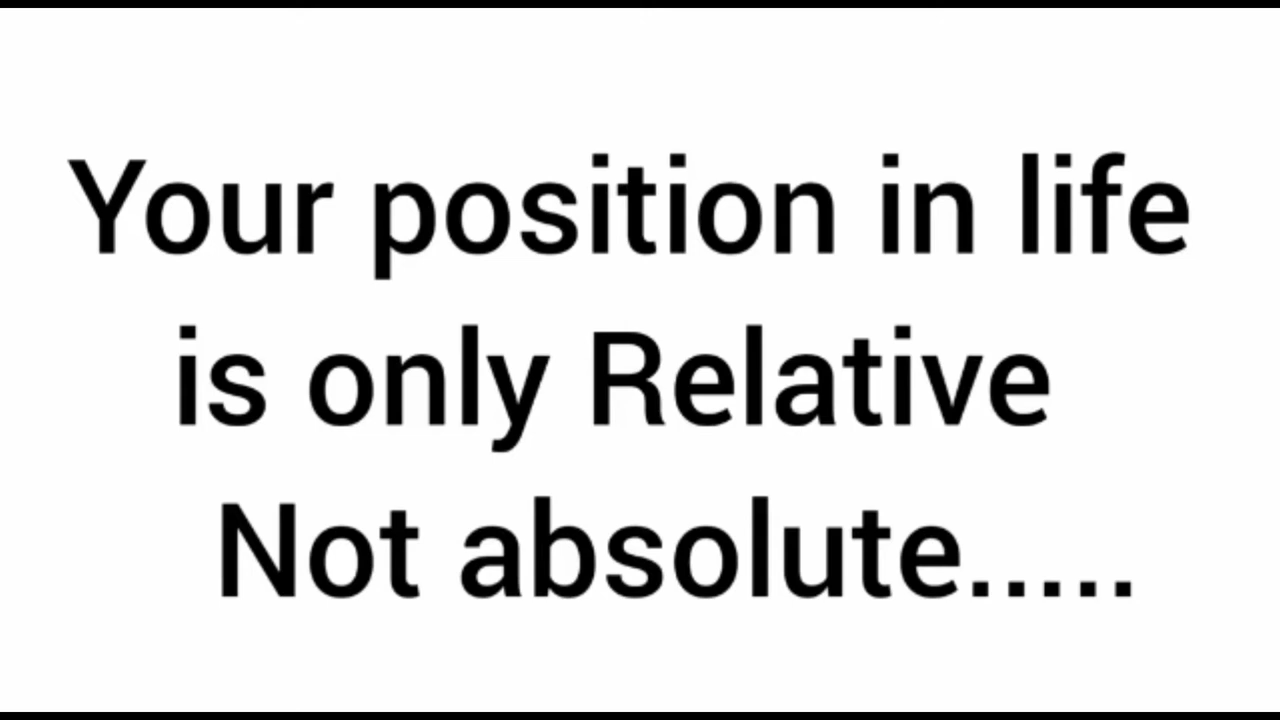 Your position in life
is only Relative
Not absolute.....